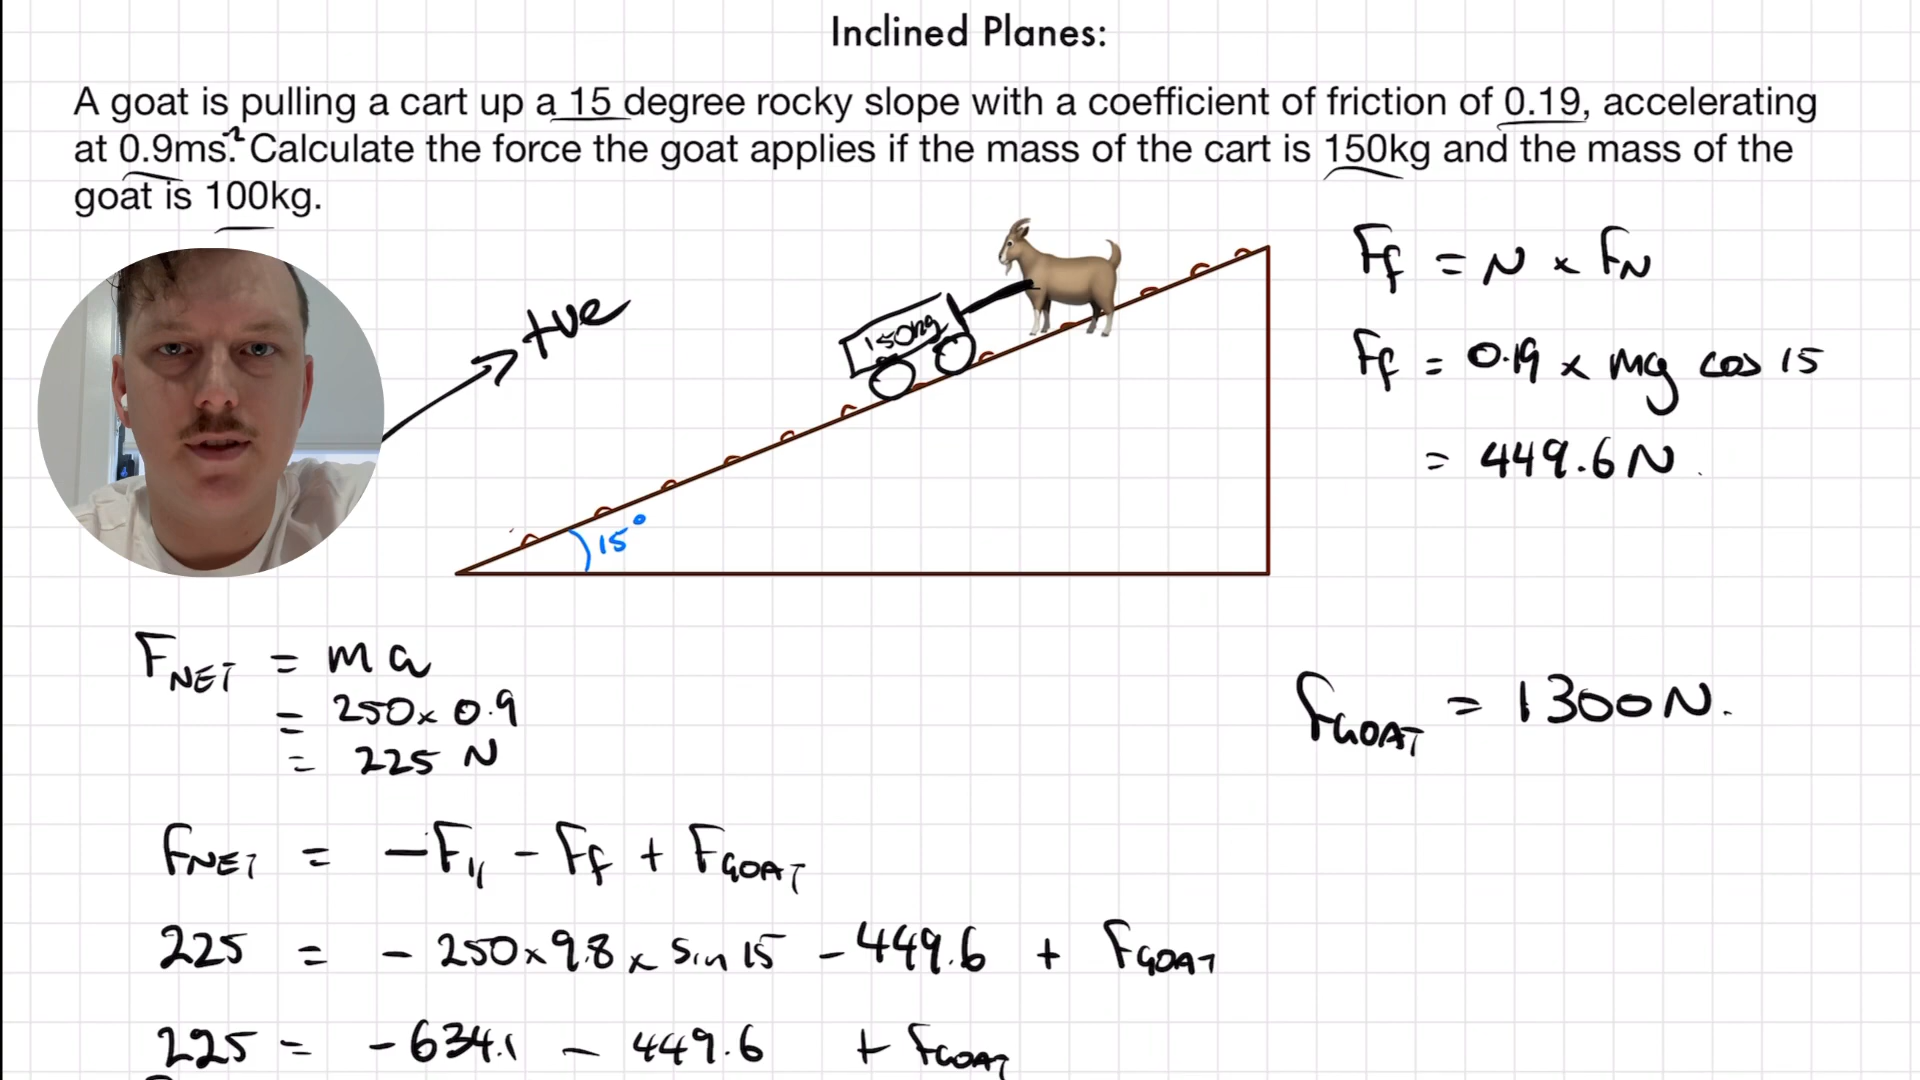 Inclined Planes:
A goat is pulling a cart up a 15 degree rocky slope with a coefficient of friction of 0.19, accelerating
at 0.9ms.⁻² Calculate the force the goat applies if the mass of the cart is 150kg and the mass of the
goat is 100kg.
+ve
150kg
15°
Ff = N × FN
Ff = 0.19 × mg cos 15
= 449.6N
FNET = ma
= 250 × 0.9
= 225 N
FGOAT = 1300N.
FNET = -F|| - Ff + FGOAT
225 = - 250 × 9.8 × sin 15 - 449.6 + FGOAT
225 = - 634.1 - 449.6 + FGOAT